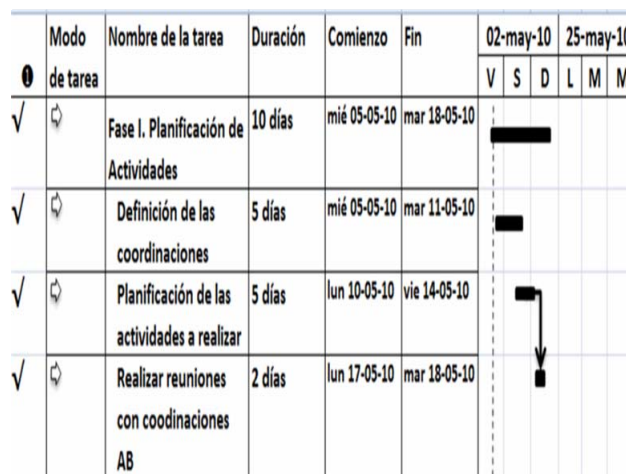 Modo de tarea Nombre de la tarea Duración Comienzo Fin 02-may-10 25-may-10
V S D L M M
√ Fase I. Planificación de Actividades 10 días mié 05-05-10 mar 18-05-10
√ Definición de las coordinaciones 5 días mié 05-05-10 mar 11-05-10
√ Planificación de las actividades a realizar 5 días lun 10-05-10 vie 14-05-10
√ Realizar reuniones con coodinaciones AB 2 días lun 17-05-10 mar 18-05-10